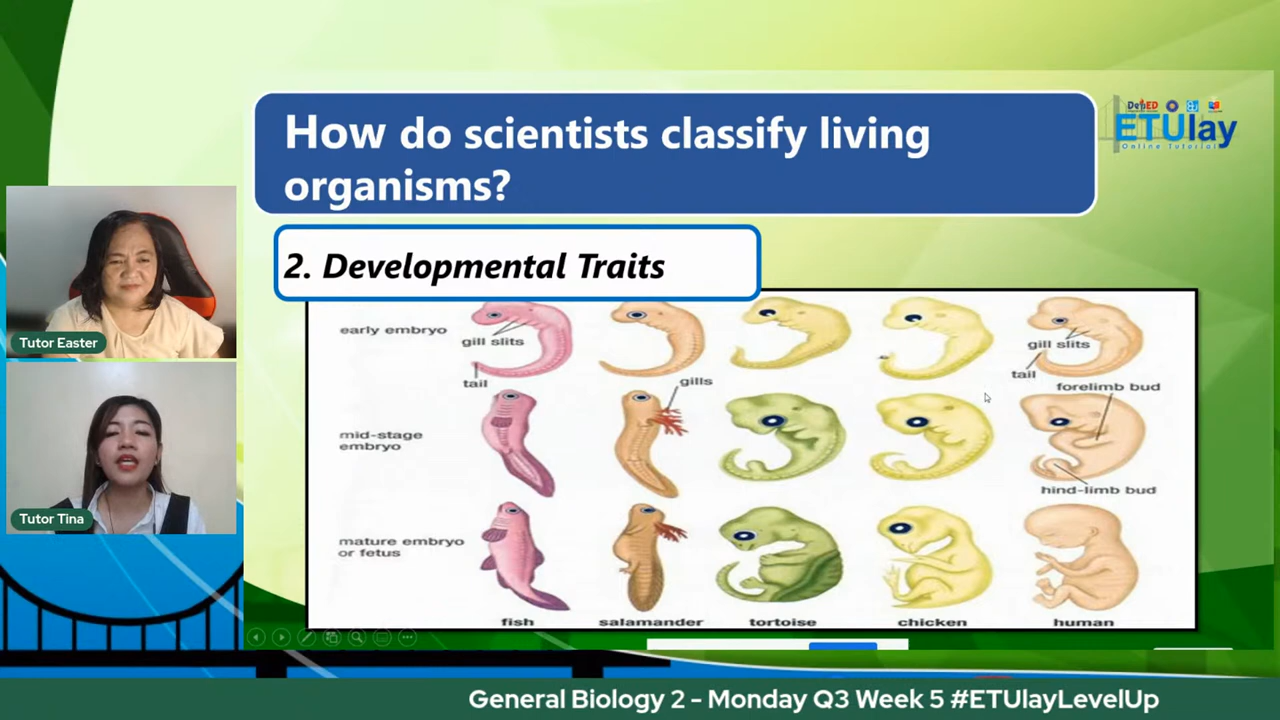 How do scientists classify living
organisms?
DepED
ETUlay
Online Tutorial
2. Developmental Traits
early embryo
gill slits
tail
gills
gill slits
tail
forelimb bud
mid-stage
embryo
hind-limb bud
mature embryo
or fetus
fish
salamander
tortoise
chicken
human
Tutor Easter
Tutor Tina
General Biology 2 - Monday Q3 Week 5 #ETUlayLevelUp